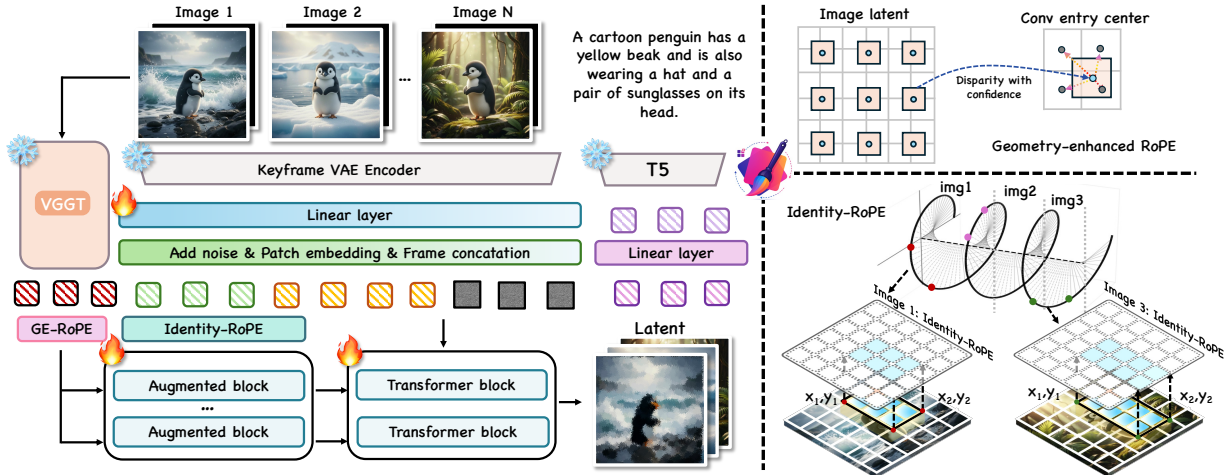 Image 1
Image 2
Image N
...
A cartoon penguin has a
yellow beak and is also
wearing a hat and a
pair of sunglasses on its
head.
VGGT
Keyframe VAE Encoder
T5
Linear layer
Add noise & Patch embedding & Frame concatation
Linear layer
GE-RoPE
Identity-RoPE
Augmented block
...
Augmented block
Transformer block
Transformer block
Latent
Image latent
Conv entry center
Disparity with
confidence
Geometry-enhanced RoPE
Identity-RoPE
img1
img2
img3
Image 1: Identity-RoPE
Image 3: Identity-RoPE
x₁,y₁
x₂,y₂
x₁,y₁
x₂,y₂